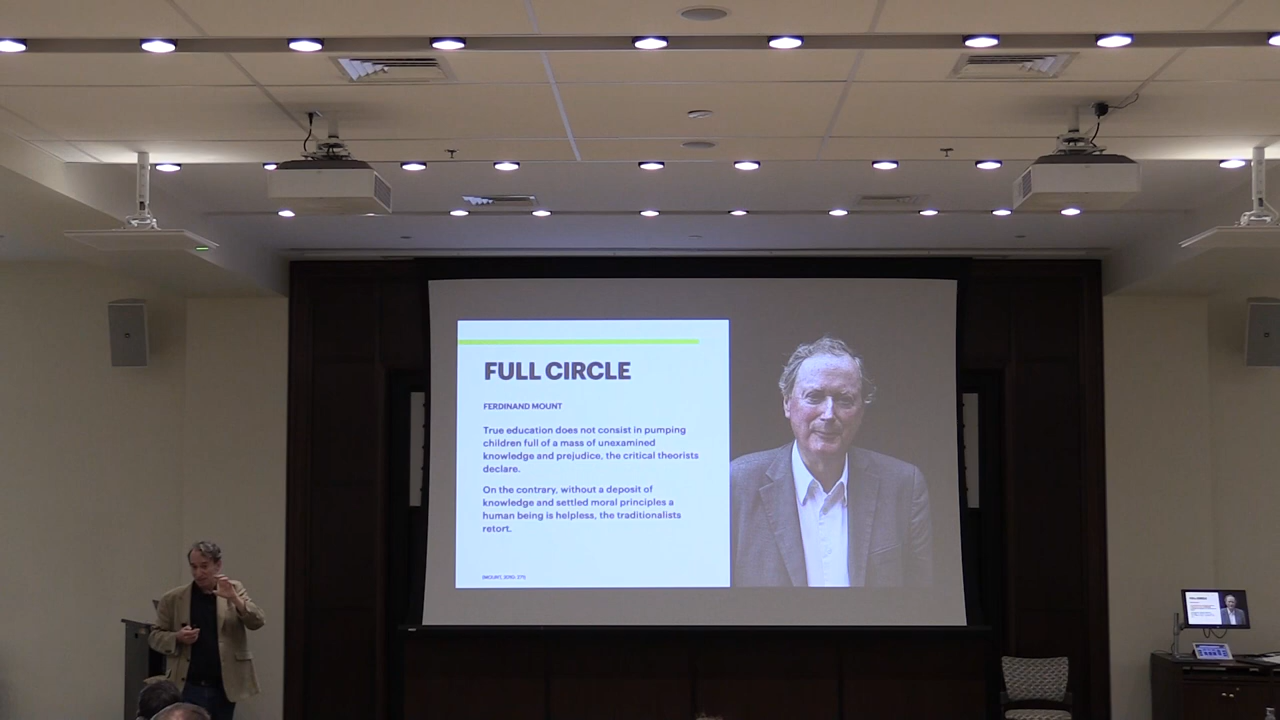 FULL CIRCLE
FERDINAND MOUNT
True education does not consist in pumping
children full of a mass of unexamined
knowledge and prejudice, the critical theorists
declare.
On the contrary, without a deposit of
knowledge and settled moral principles a
human being is helpless, the traditionalists
retort.